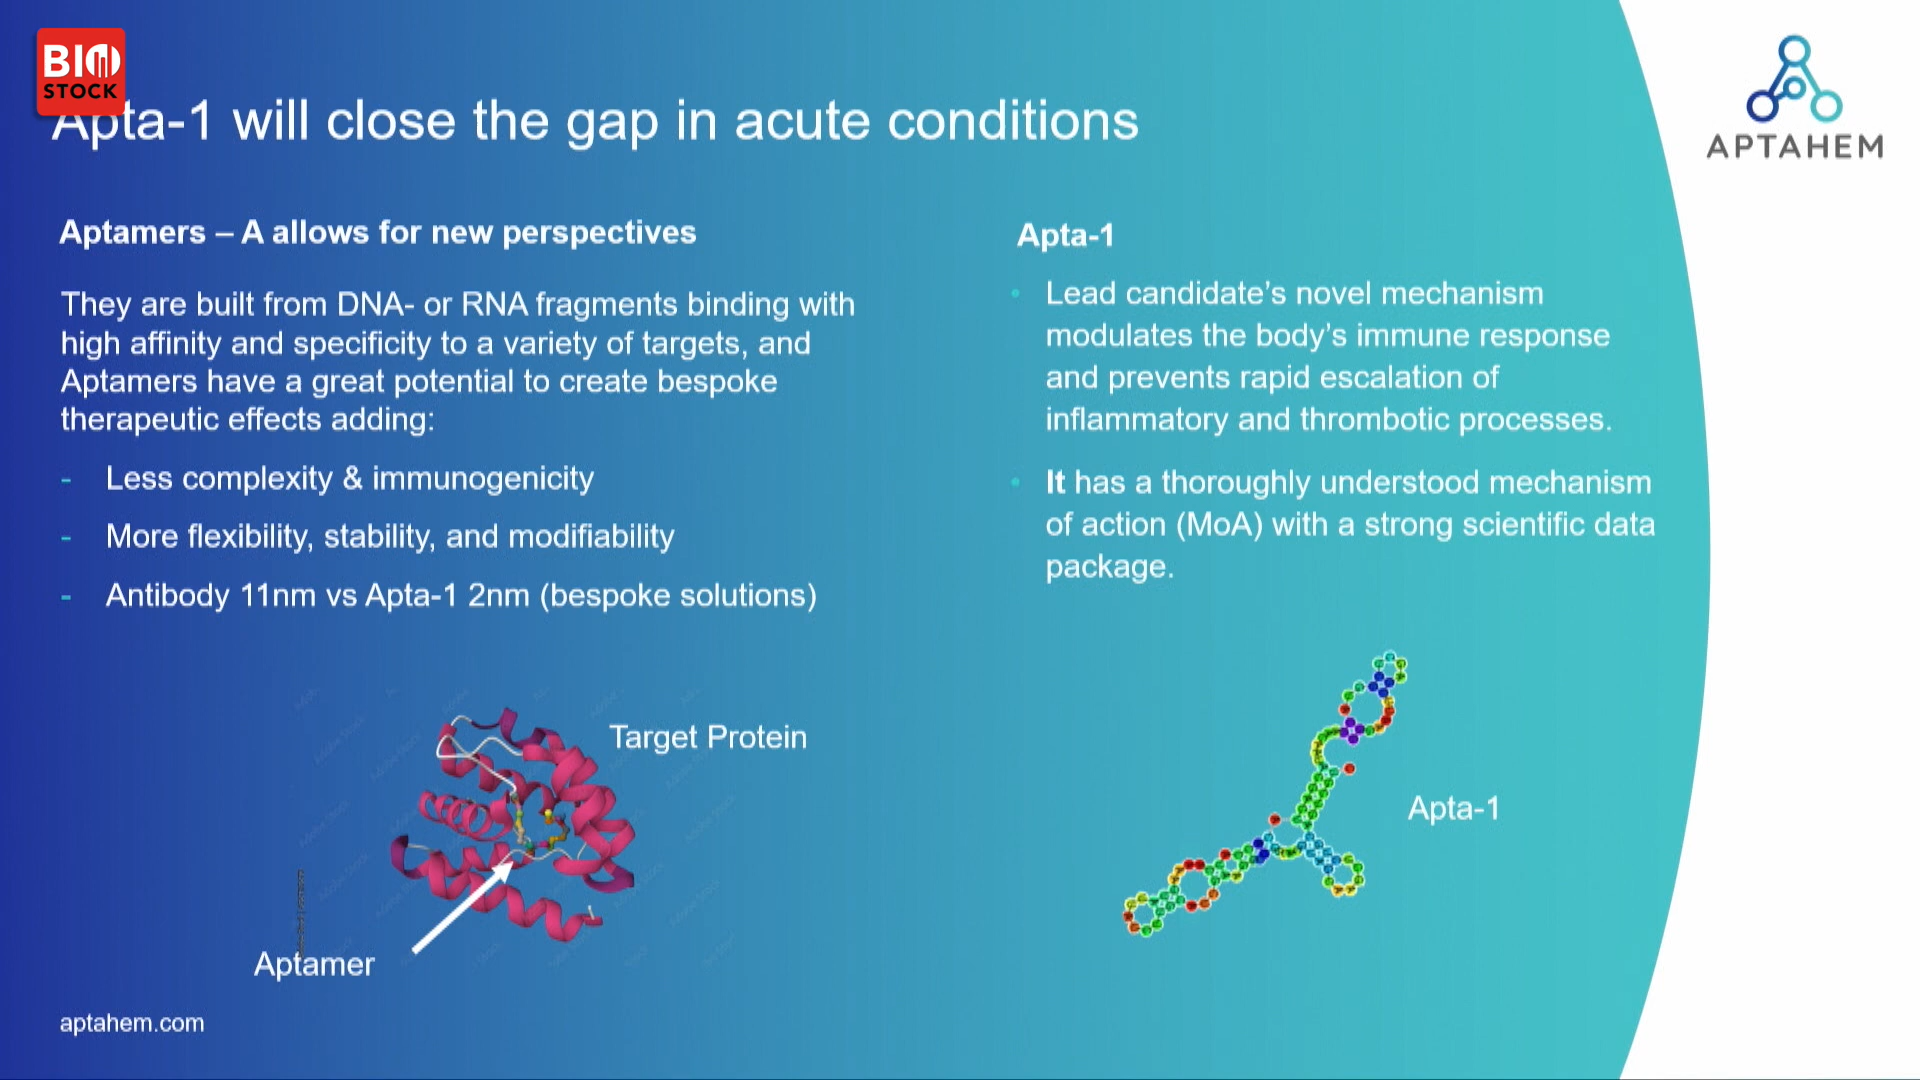 BIO
STOCK
Apta-1 will close the gap in acute conditions
APTAHEM
Aptamers – A allows for new perspectives
They are built from DNA- or RNA fragments binding with
high affinity and specificity to a variety of targets, and
Aptamers have a great potential to create bespoke
therapeutic effects adding:
- Less complexity & immunogenicity
- More flexibility, stability, and modifiability
- Antibody 11nm vs Apta-1 2nm (bespoke solutions)
Target Protein
Aptamer
Apta-1
• Lead candidate’s novel mechanism
modulates the body’s immune response
and prevents rapid escalation of
inflammatory and thrombotic processes.
• It has a thoroughly understood mechanism
of action (MoA) with a strong scientific data
package.
Apta-1
aptahem.com